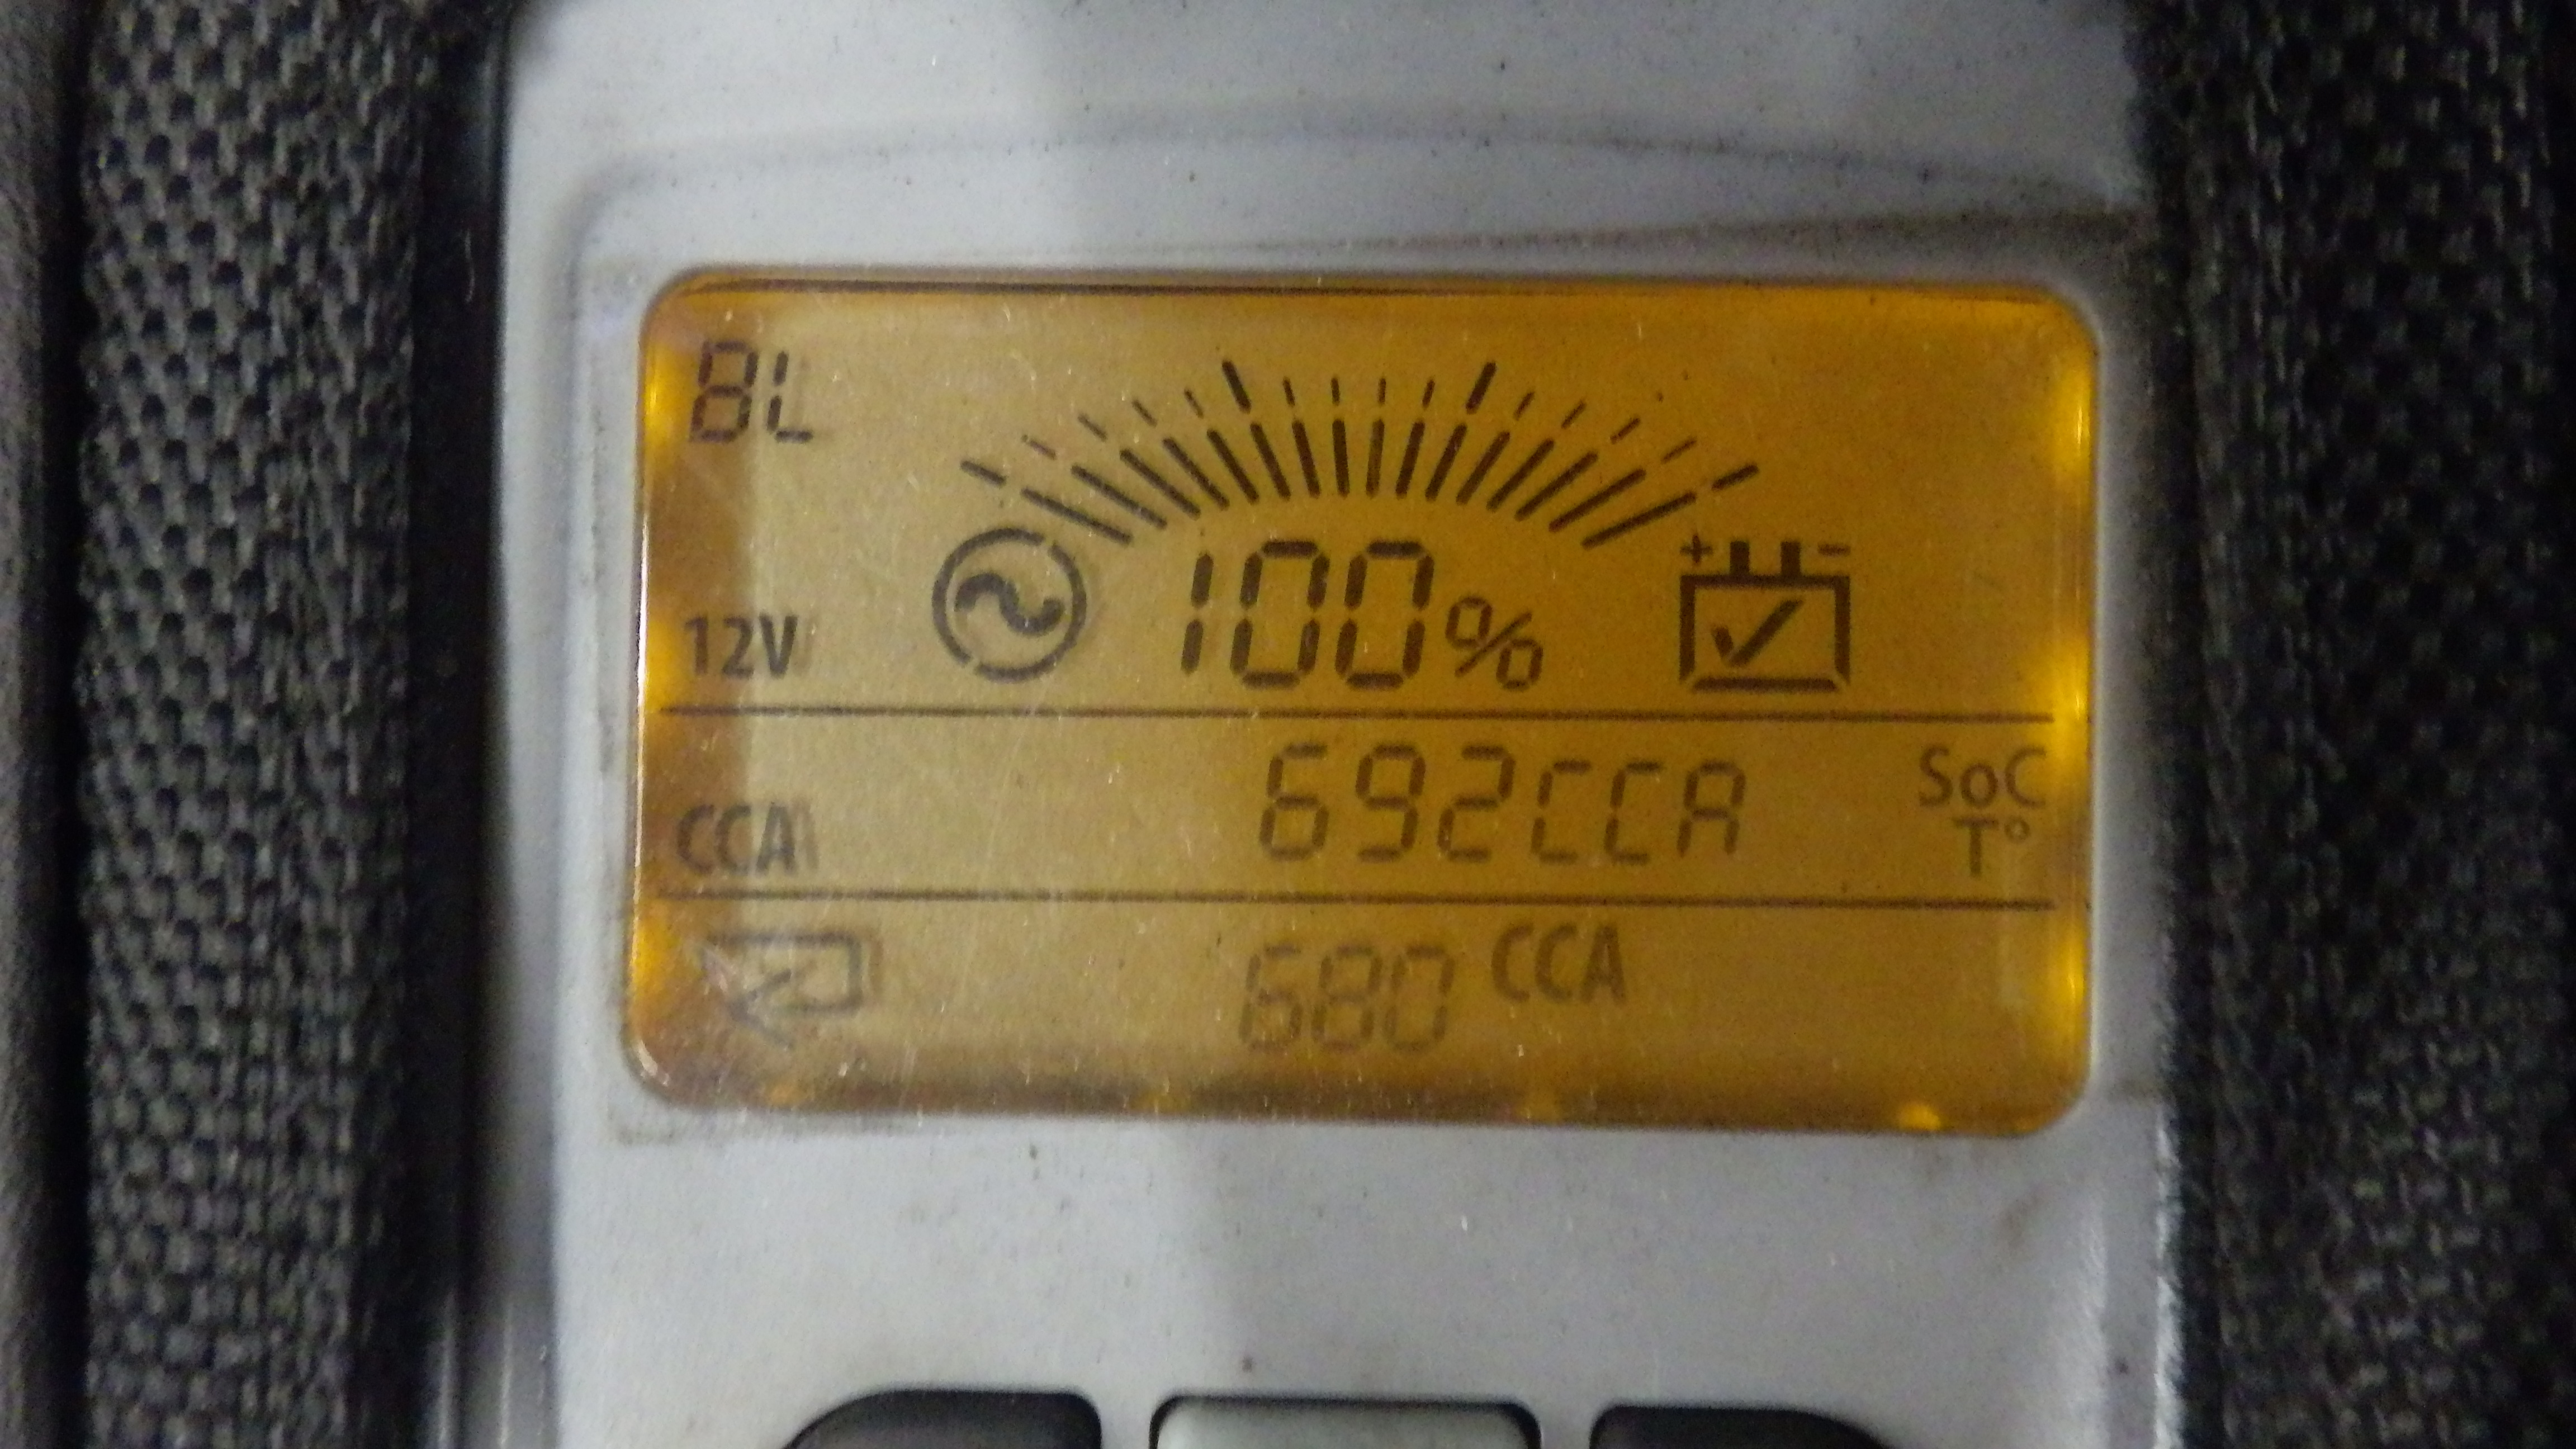 BL
12V 100% + -
CCA 692CCA SoC
T°
680 CCA